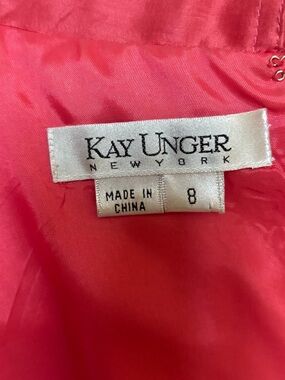 KAY UNGER
NEW YORK
MADE IN
CHINA
8